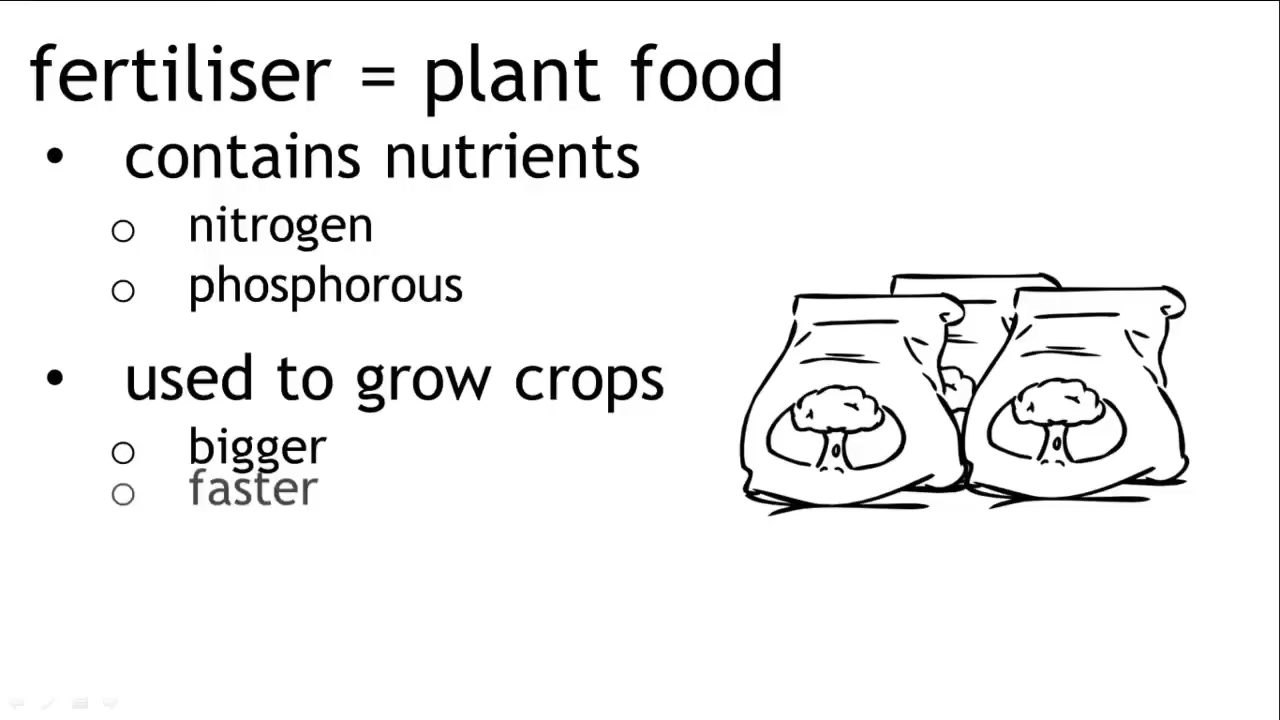 fertiliser = plant food
• contains nutrients
o nitrogen
o phosphorous
• used to grow crops
o bigger
o faster